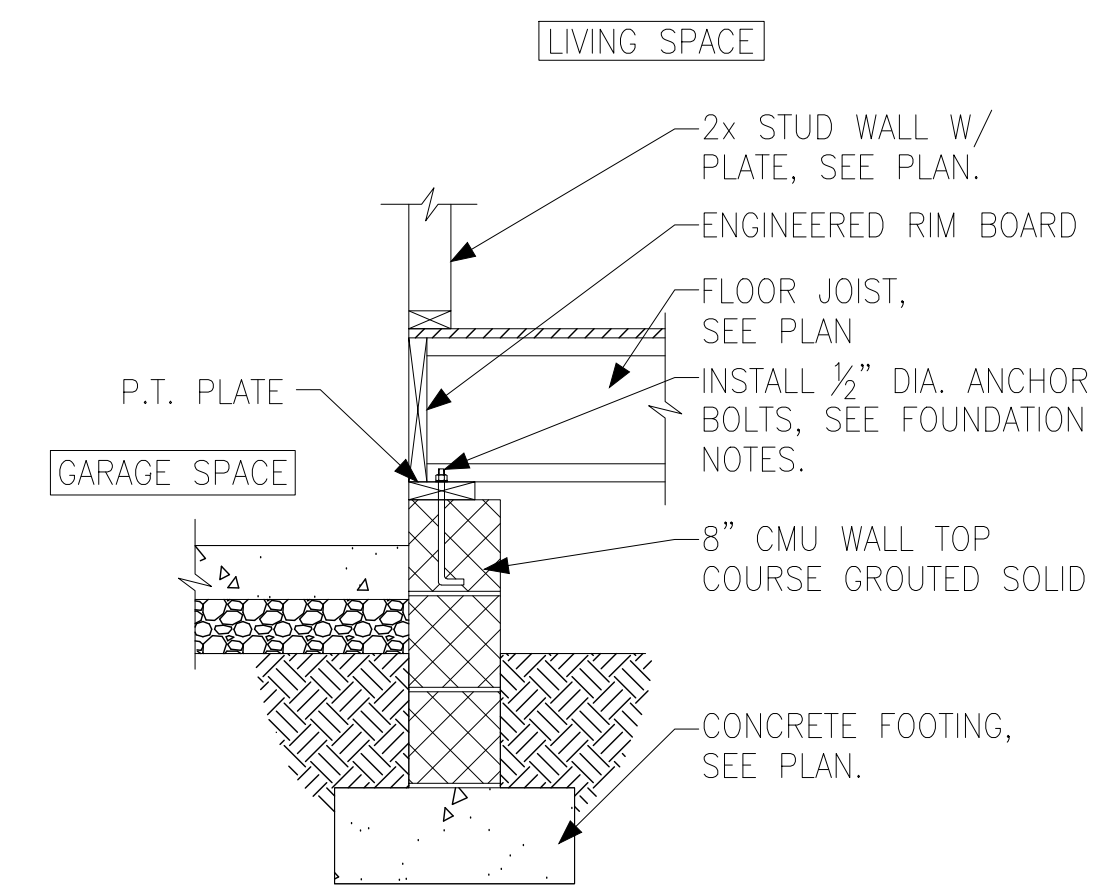 LIVING SPACE
2x STUD WALL W/
PLATE, SEE PLAN.
ENGINEERED RIM BOARD
FLOOR JOIST,
SEE PLAN
P.T. PLATE
INSTALL ½” DIA. ANCHOR
BOLTS, SEE FOUNDATION
NOTES.
GARAGE SPACE
8” CMU WALL TOP
COURSE GROUTED SOLID
CONCRETE FOOTING,
SEE PLAN.